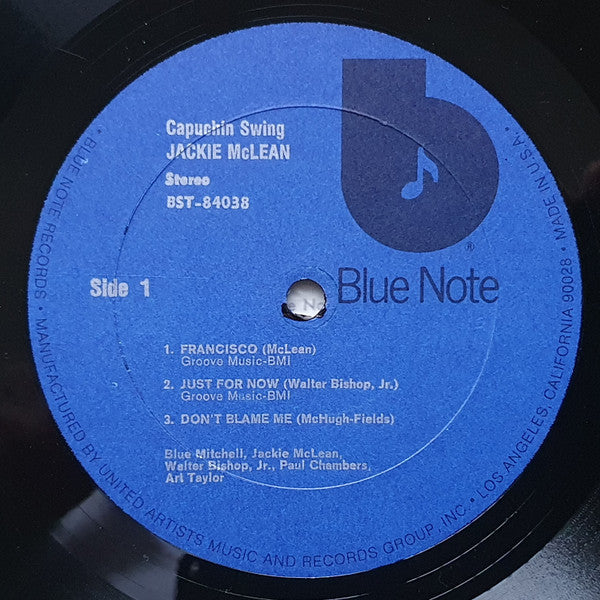 Capuchin Swing
JACKIE McLEAN
Stereo
BST-84038
®
Side 1
Blue Note
1. FRANCISCO (McLean)
Groove Music-BMI
2. JUST FOR NOW (Walter Bishop, Jr.)
Groove Music-BMI
3. DON'T BLAME ME (McHugh-Fields)
Blue Mitchell, Jackie McLean,
Walter Bishop, Jr., Paul Chambers,
Art Taylor
• BLUE NOTE RECORDS • MANUFACTURED BY UNITED ARTISTS MUSIC AND RECORDS GROUP, INC. • LOS ANGELES, CALIFORNIA 90028 • MADE IN U.S.A. •